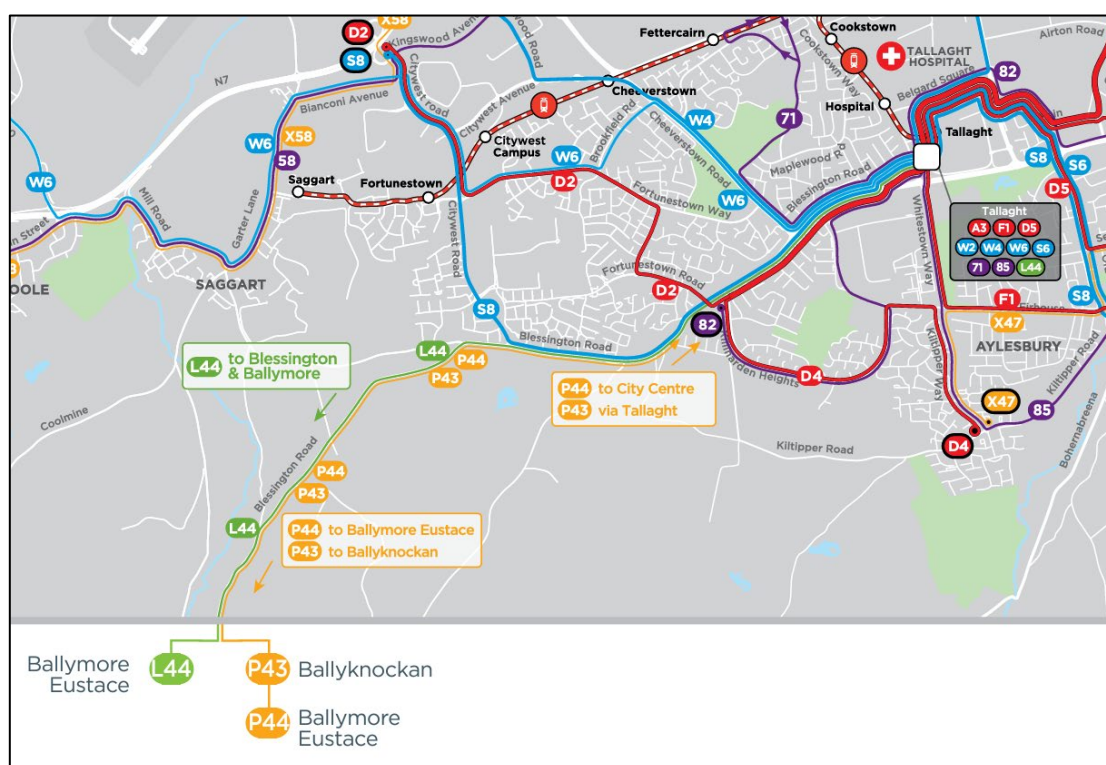 D2
X58
Kingswood Avenue
S8
N7
Bianconi Avenue
Citywest road
Citywest Avenue
Fettercairn
Cheeverstown
Citywest
Campus
Brookfield Rd
Cookstown
Cookstown Way
TALLAGHT
HOSPITAL
Airton Road
Belgard Square
82
Hospital
Tallaght
W4
71
Cheeverstown Road
W6
Maplewood R
Blessington Road
W6
X58
58
W6
W6
Mill Road
Garter Lane
Saggart
Fortunestown
D2
Fortunestown Way
Street
OOLE
SAGGART
Citywest Road
Fortunestown Road
D2
Whitestown Way
S8
S6
D5
Tallaght
A3 F1 D5
W2 W4 W6 S6
71 85 L44
F1
X47
S8
AYLESBURY
S8
Blessington Road
82
Heights
D4
Kiltipper Way
Kiltipper Road
X47
85
D4
Kiltipper Road
Bohernabreena
L44
P44
P43
L44 to Blessington
& Ballymore
P44 to City Centre
P43 via Tallaght
Coolmine
Blessington Road
P44
P43
L44
P44 to Ballymore Eustace
P43 to Ballyknockan
Ballymore
Eustace
L44
P43 Ballyknockan
P44 Ballymore
Eustace